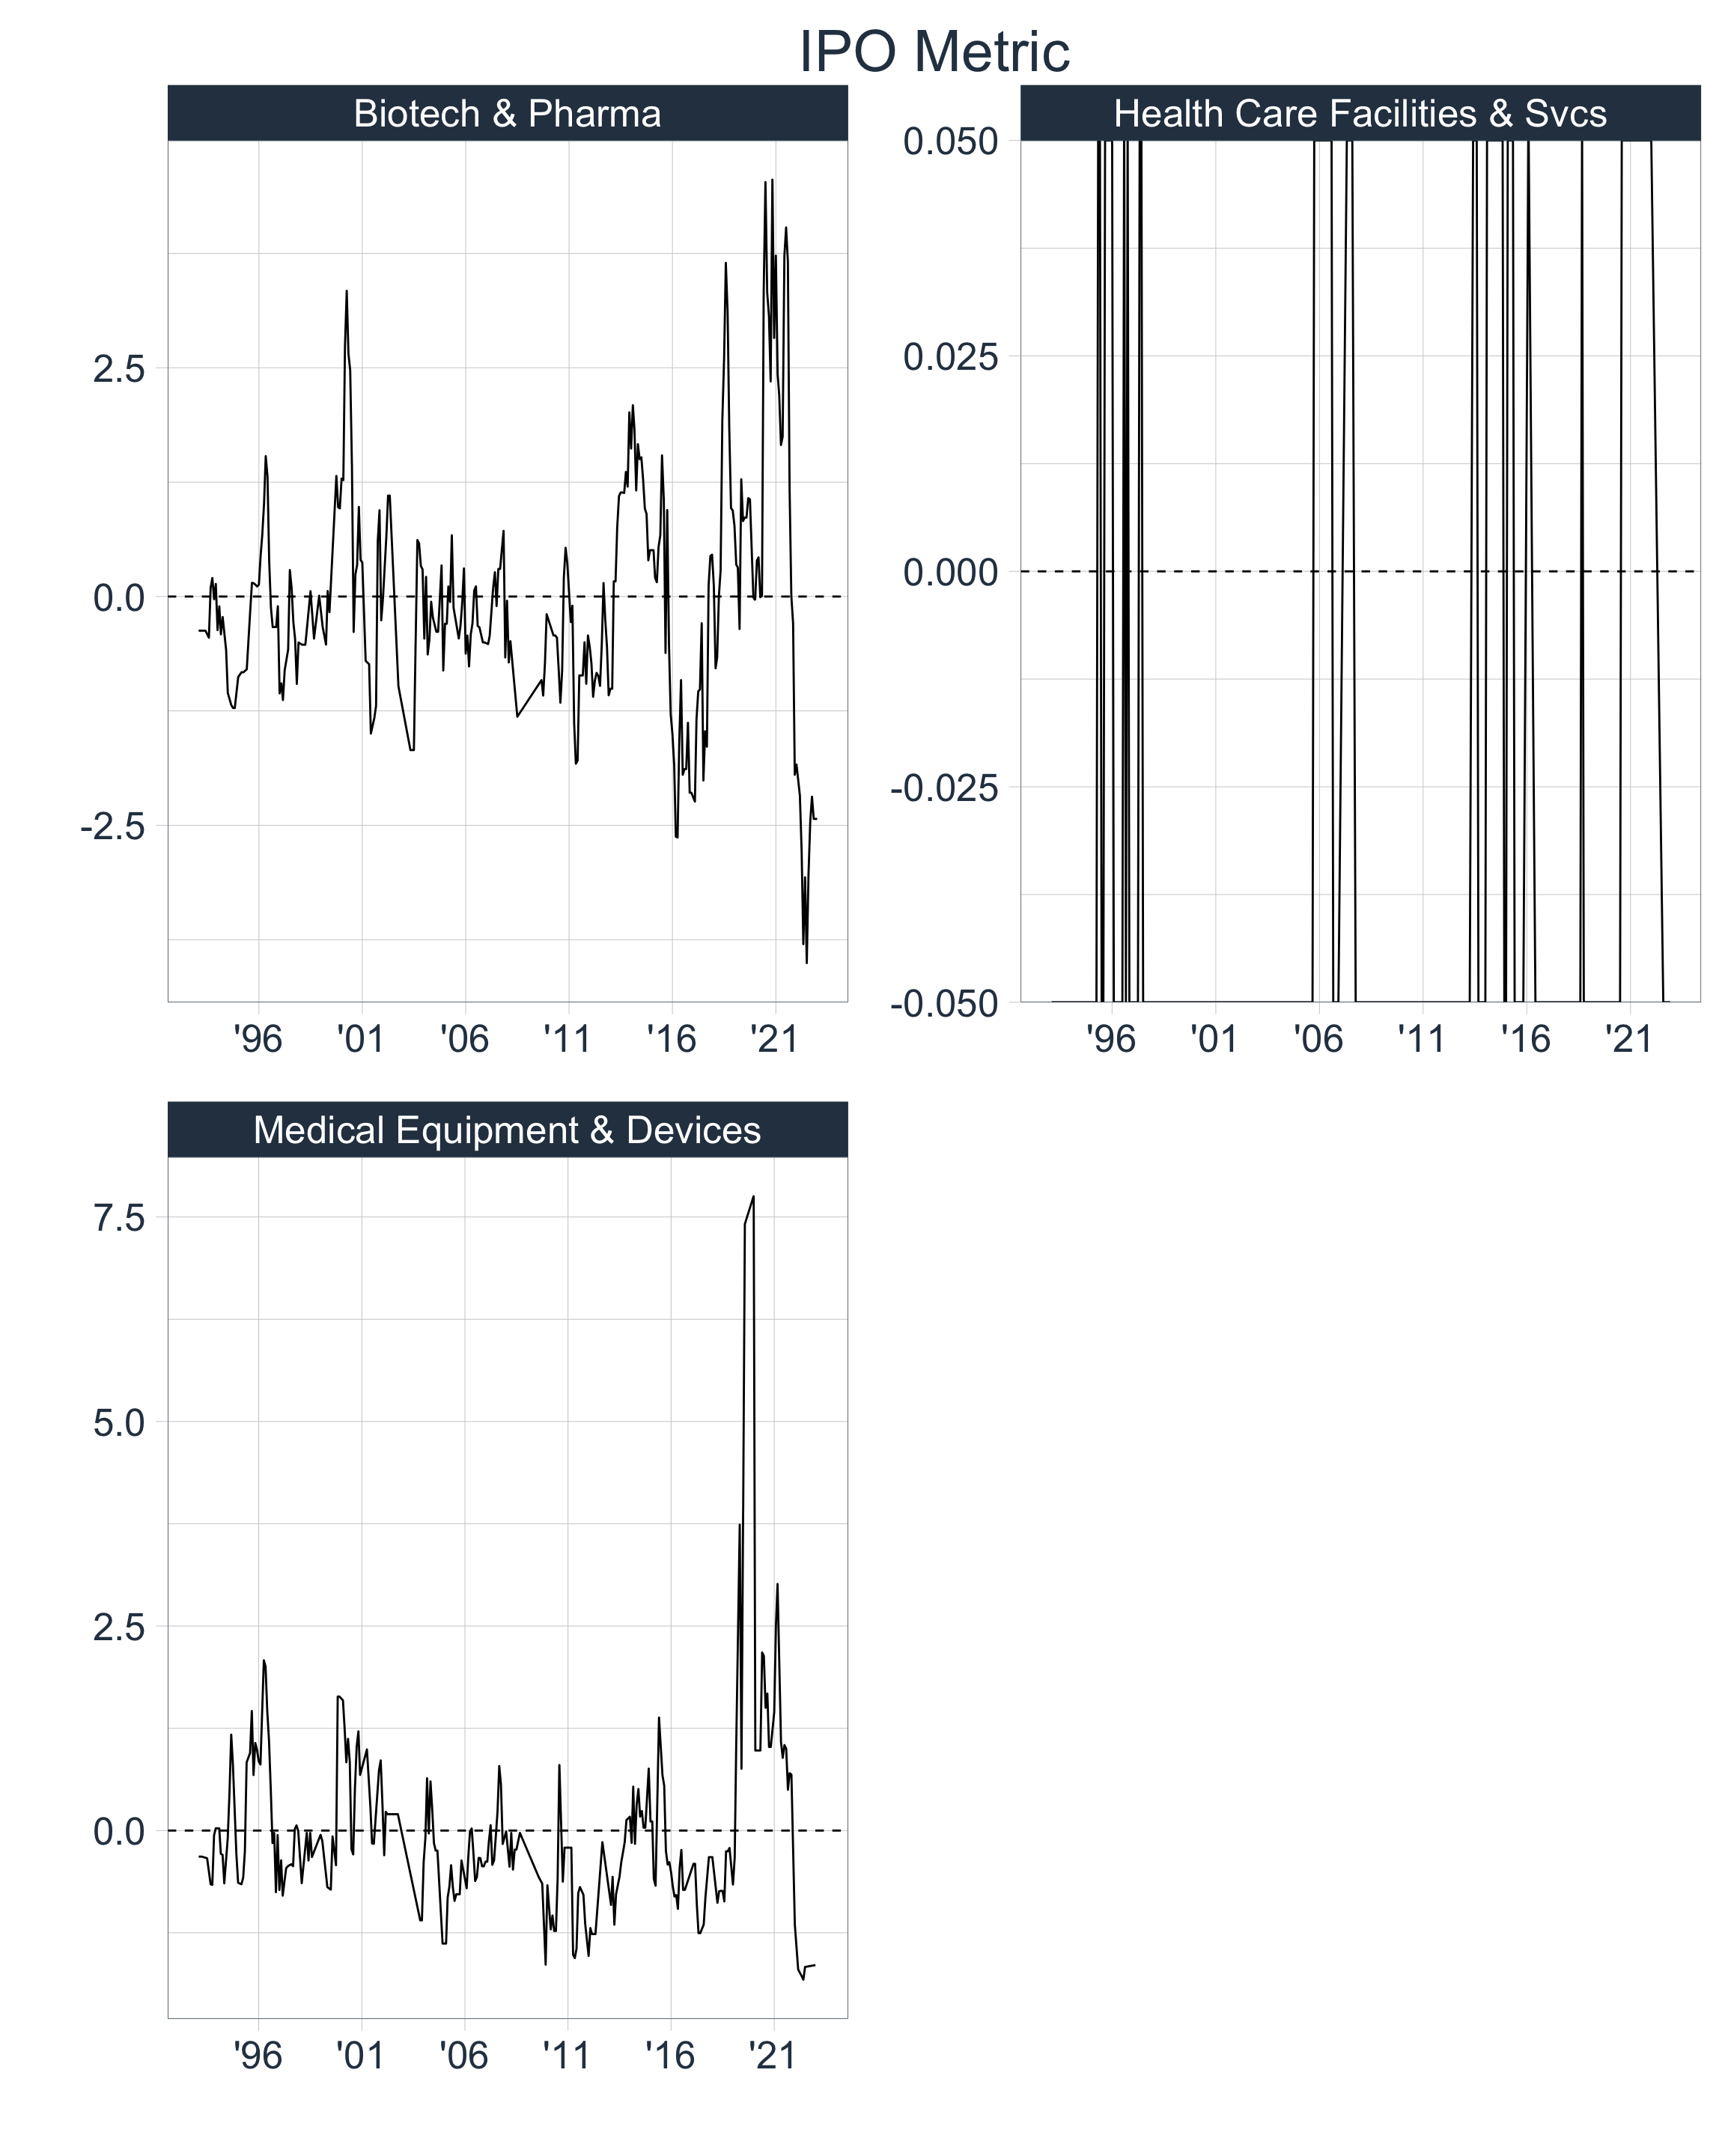 IPO Metric
Biotech & Pharma
2.5
0.0
-2.5
'96 '01 '06 '11 '16 '21
Health Care Facilities & Svcs
0.050
0.025
0.000
-0.025
-0.050
'96 '01 '06 '11 '16 '21
Medical Equipment & Devices
7.5
5.0
2.5
0.0
'96 '01 '06 '11 '16 '21